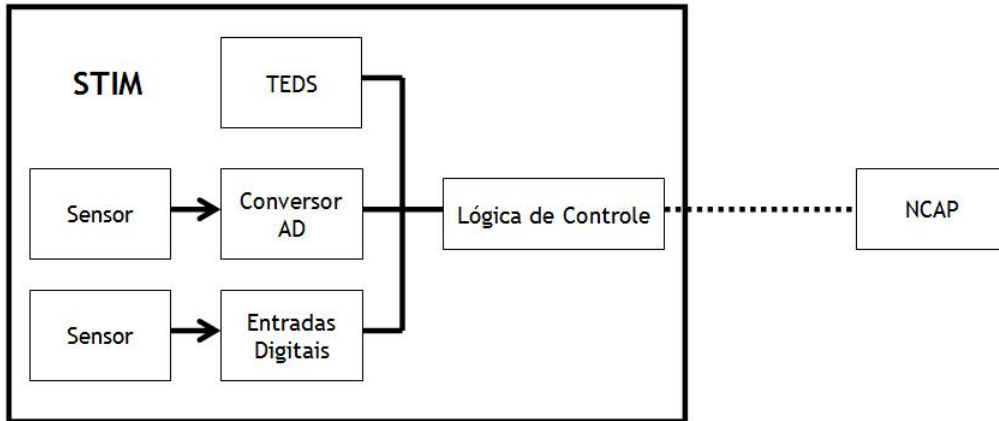 STIM
TEDS
Sensor
Conversor
AD
Lógica de Controle
NCAP
Sensor
Entradas
Digitais